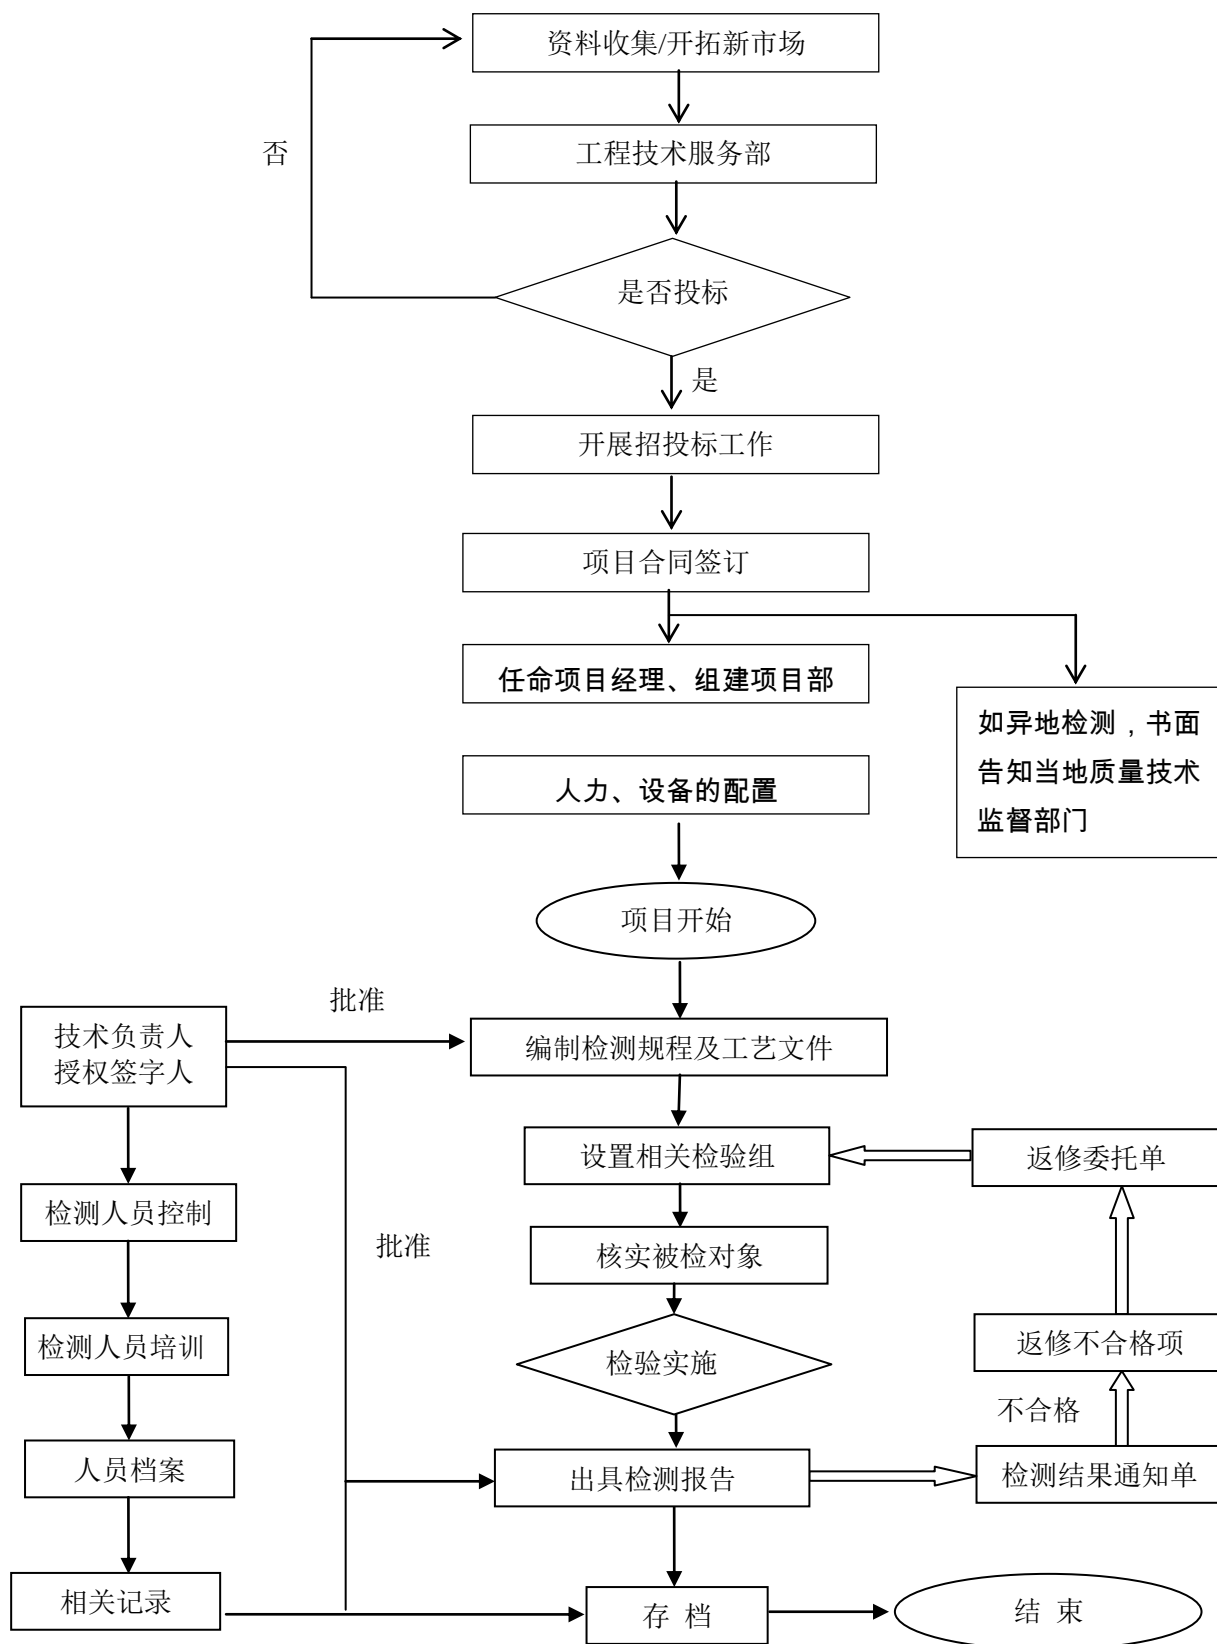 资料收集/开拓新市场
否
工程技术服务部
是否投标
是
开展招投标工作
项目合同签订
任命项目经理、组建项目部
如异地检测，书面
告知当地质量技术
监督部门
人力、设备的配置
项目开始
批准
技术负责人
授权签字人
编制检测规程及工艺文件
设置相关检验组
返修委托单
检测人员控制
批准
核实被检对象
检测人员培训
检验实施
返修不合格项
不合格
人员档案
出具检测报告
检测结果通知单
相关记录
存 档
结 束